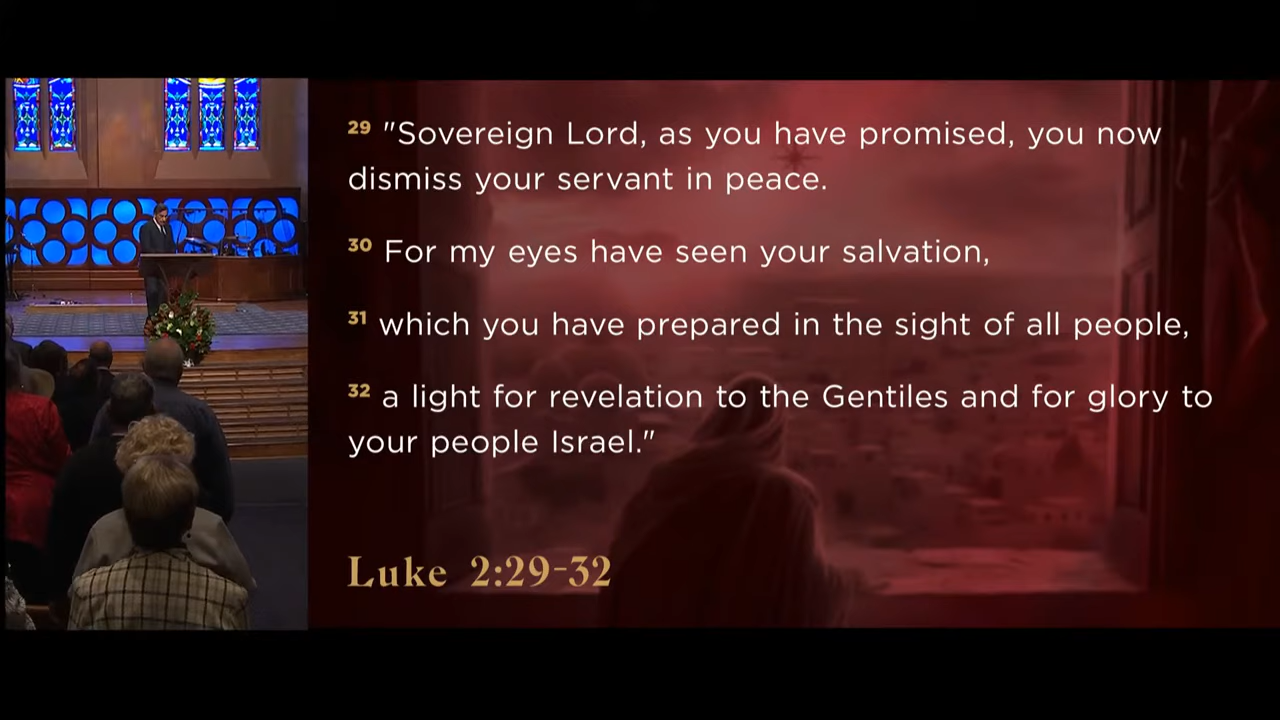 29 "Sovereign Lord, as you have promised, you now
dismiss your servant in peace.
30 For my eyes have seen your salvation,
31 which you have prepared in the sight of all people,
32 a light for revelation to the Gentiles and for glory to
your people Israel."
Luke 2:29-32